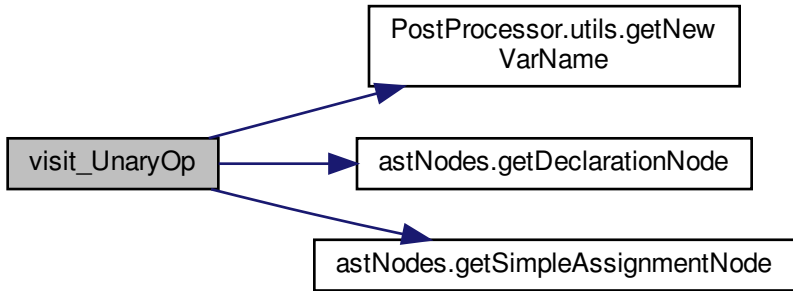 PostProcessor.utils.getNew
VarName
visit_UnaryOp
astNodes.getDeclarationNode
astNodes.getSimpleAssignmentNode